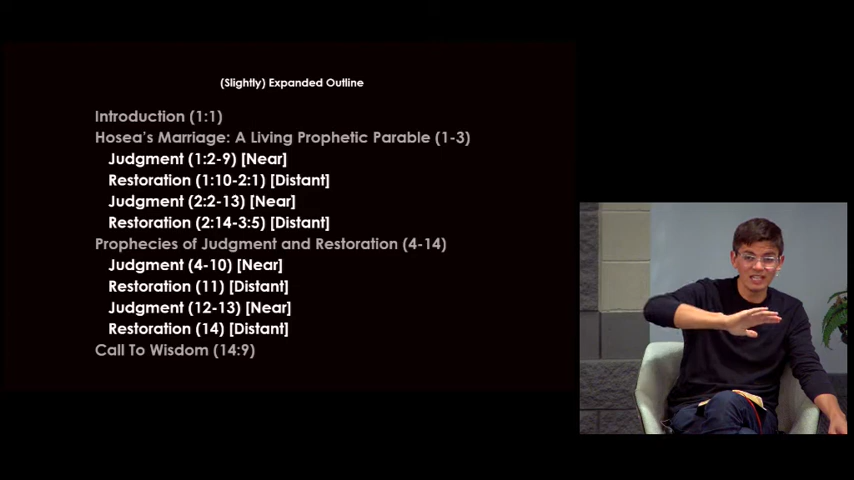 (Slightly) Expanded Outline
Introduction (1:1)
Hosea's Marriage: A Living Prophetic Parable (1-3)
Judgment (1:2-9) [Near]
Restoration (1:10-2:1) [Distant]
Judgment (2:2-13) [Near]
Restoration (2:14-3:5) [Distant]
Prophecies of Judgment and Restoration (4-14)
Judgment (4-10) [Near]
Restoration (11) [Distant]
Judgment (12-13) [Near]
Restoration (14) [Distant]
Call To Wisdom (14:9)